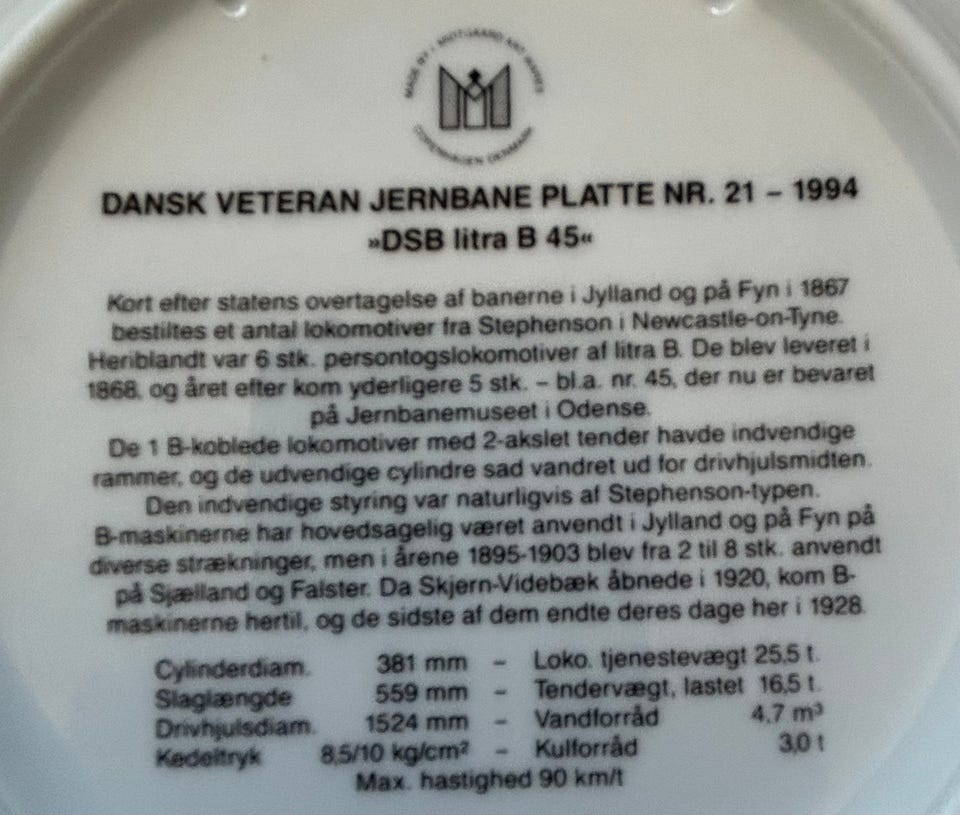 MADE BY • MIDTGAARD ART WARES
COPENHAGEN DENMARK
DANSK VETERAN JERNBANE PLATTE NR. 21 – 1994
»DSB litra B 45«
Kort efter statens overtagelse af banerne i Jylland og på Fyn i 1867
bestiltes et antal lokomotiver fra Stephenson i Newcastle-on-Tyne.
Heriblandt var 6 stk. persontogslokomotiver af litra B. De blev leveret i
1868, og året efter kom yderligere 5 stk. – bl.a. nr. 45, der nu er bevaret
på Jernbanemuseet i Odense.
De 1 B-koblede lokomotiver med 2-akslet tender havde indvendige
rammer, og de udvendige cylindre sad vandret ud for drivhjulsmidten.
Den indvendige styring var naturligvis af Stephenson-typen.
B-maskinerne har hovedsagelig været anvendt i Jylland og på Fyn på
diverse strækninger, men i årene 1895-1903 blev fra 2 til 8 stk. anvendt
på Sjælland og Falster. Da Skjern-Videbæk åbnede i 1920, kom B-
maskinerne hertil, og de sidste af dem endte deres dage her i 1928.
Cylinderdiam. 381 mm – Loko. tjenestevægt 25,5 t.
Slaglængde 559 mm – Tendervægt, lastet 16,5 t.
Drivhjulsdiam. 1524 mm – Vandforråd 4,7 m³
Kedeltryk 8,5/10 kg/cm² – Kulforråd 3,0 t
Max. hastighed 90 km/t